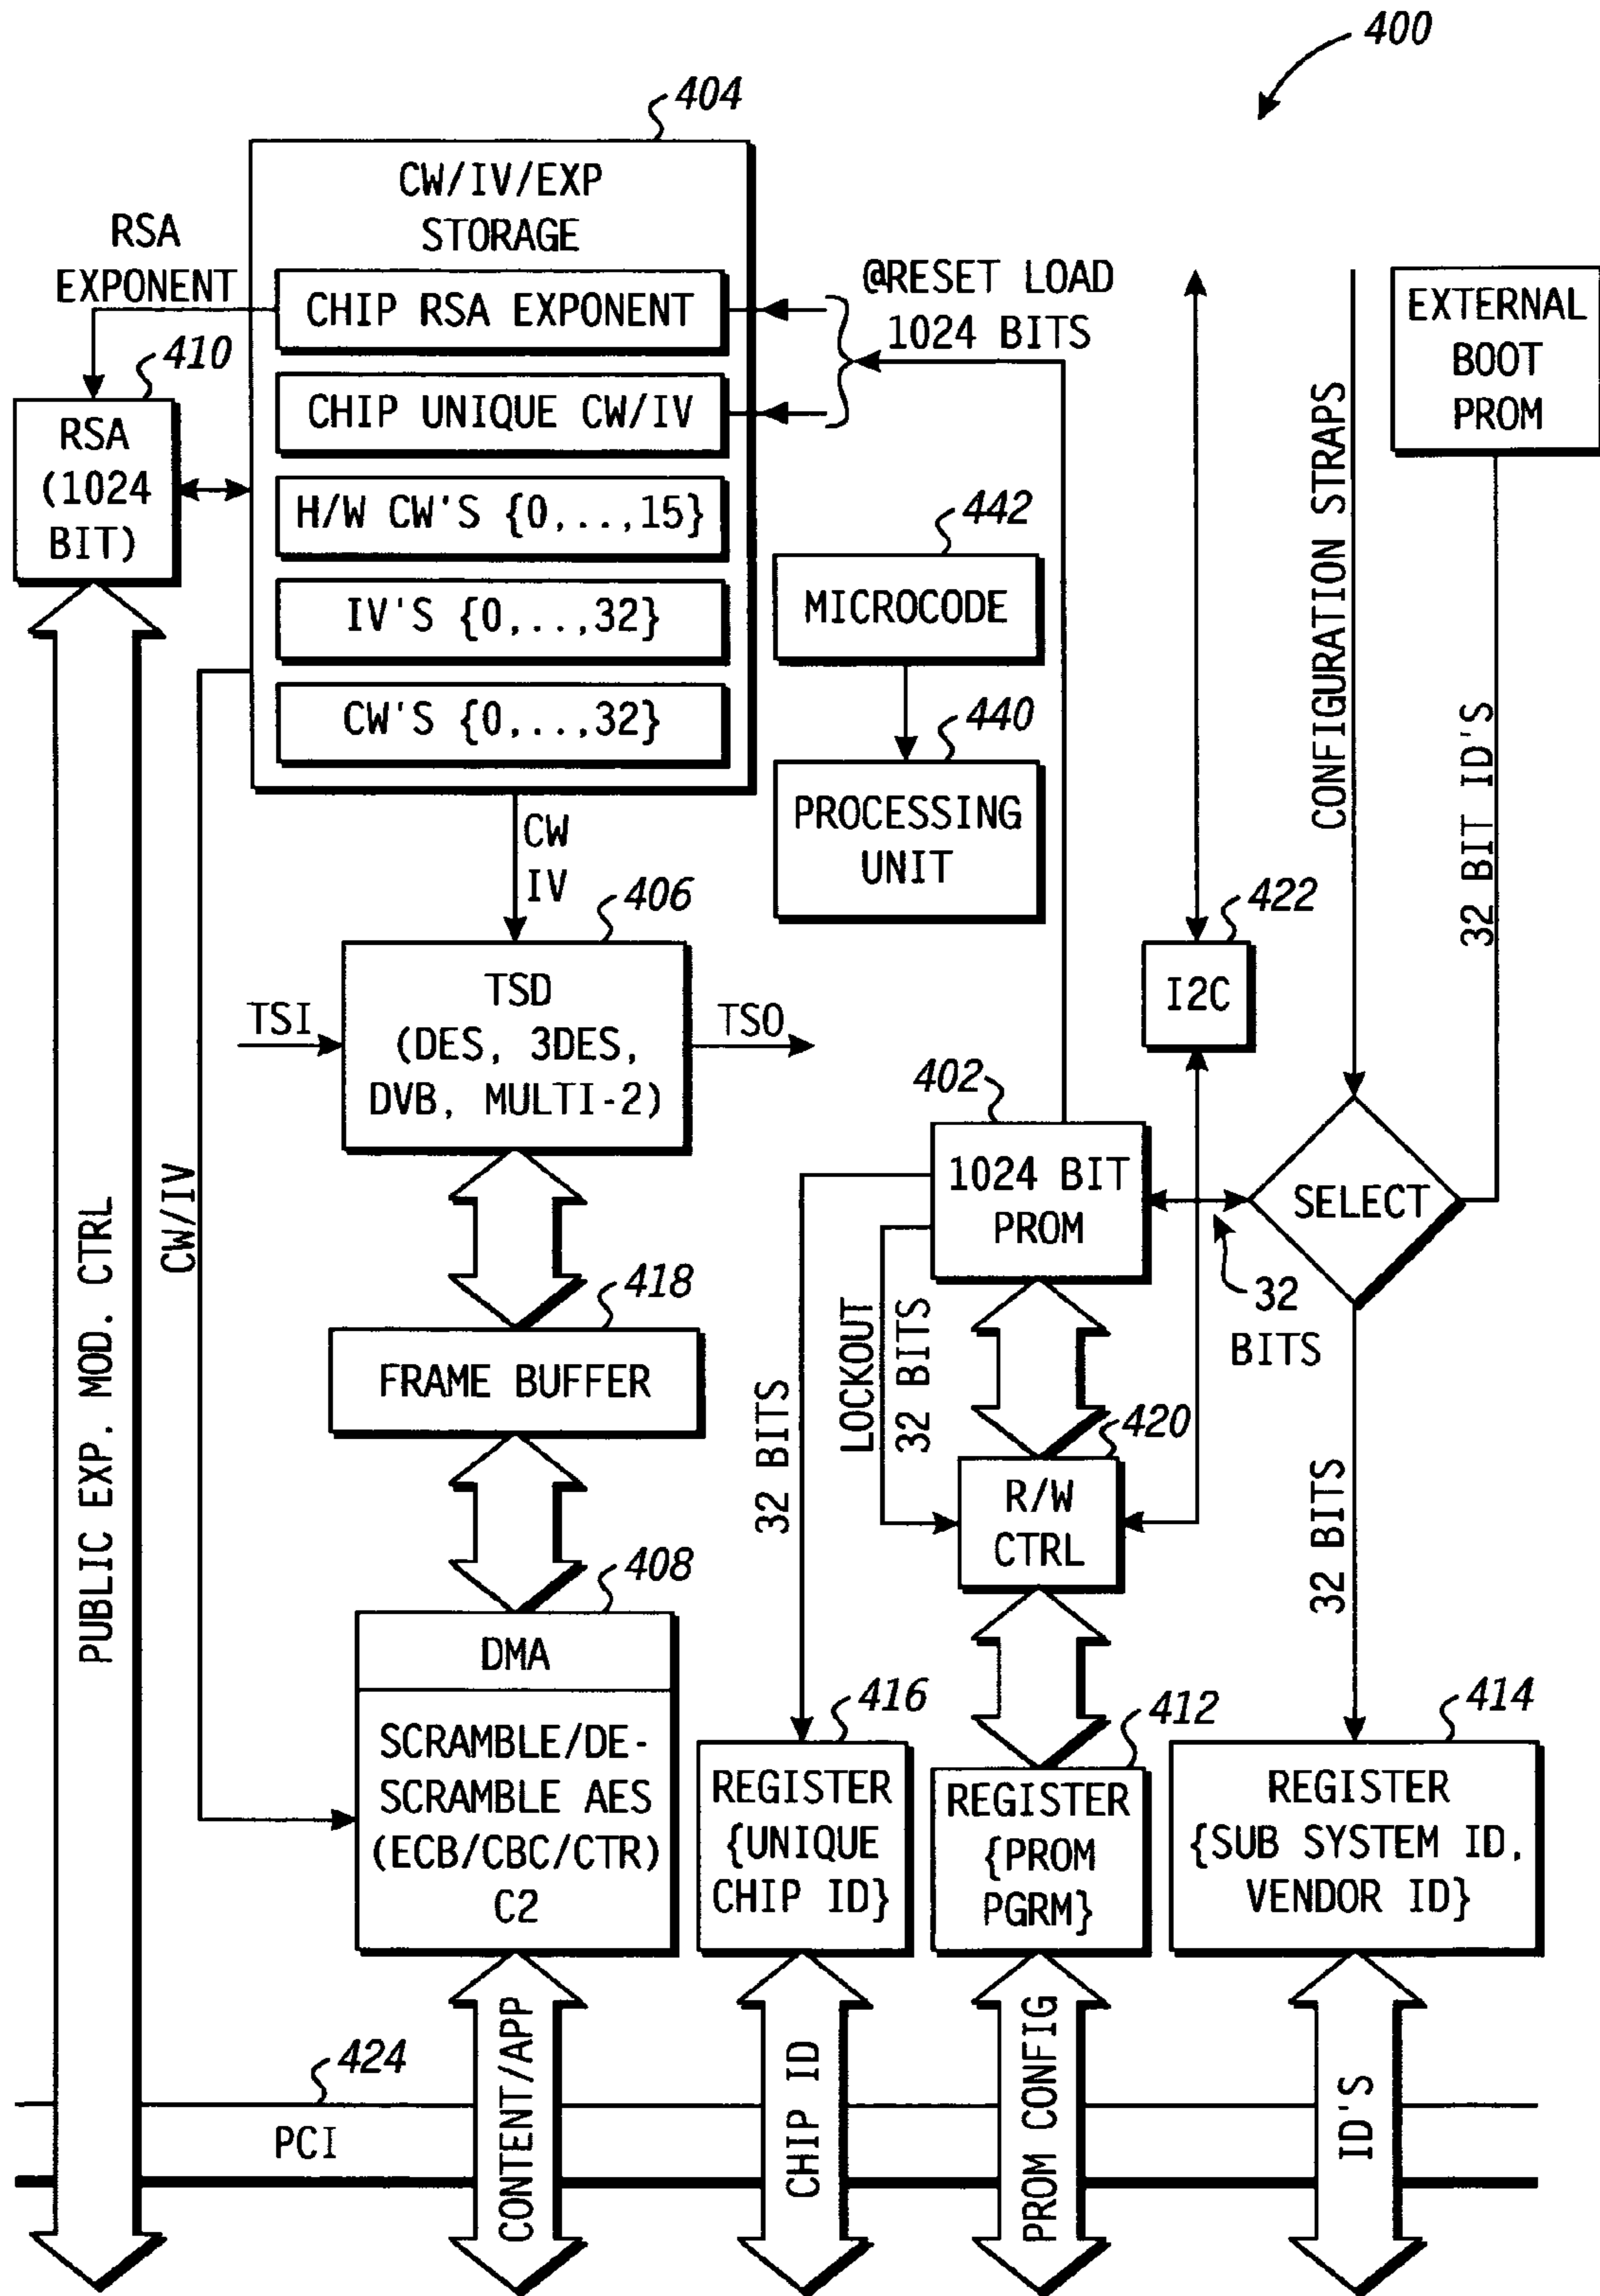 400
404
CW/IV/EXP
STORAGE
RSA
EXPONENT
CHIP RSA EXPONENT
@RESET LOAD
1024 BITS
EXTERNAL
BOOT
PROM
410
CHIP UNIQUE CW/IV
RSA
(1024
BIT)
H/W CW'S {0,..,15}
442
MICROCODE
IV'S {0,..,32}
CW'S {0,..,32}
440
PROCESSING
UNIT
CONFIGURATION STRAPS
32 BIT ID'S
CW
IV
406
422
I2C
TSI
TSD
(DES, 3DES,
DVB, MULTI-2)
TSO
402
1024 BIT
PROM
SELECT
32
BITS
CW/IV
PUBLIC EXP. MOD. CTRL
418
FRAME BUFFER
32 BITS
LOCKOUT
32 BITS
420
R/W
CTRL
32 BITS
408
DMA
SCRAMBLE/DE-
SCRAMBLE AES
(ECB/CBC/CTR)
C2
416
REGISTER
{UNIQUE
CHIP ID}
412
REGISTER
{PROM
PGRM}
414
REGISTER
{SUB SYSTEM ID,
VENDOR ID}
424
PCI
CONTENT/APP
CHIP ID
PROM CONFIG
ID'S